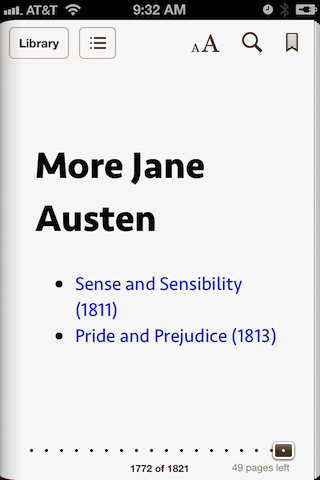 AT&T 9:32 AM
Library AA
More Jane
Austen
• Sense and Sensibility
(1811)
• Pride and Prejudice (1813)
1772 of 1821 49 pages left